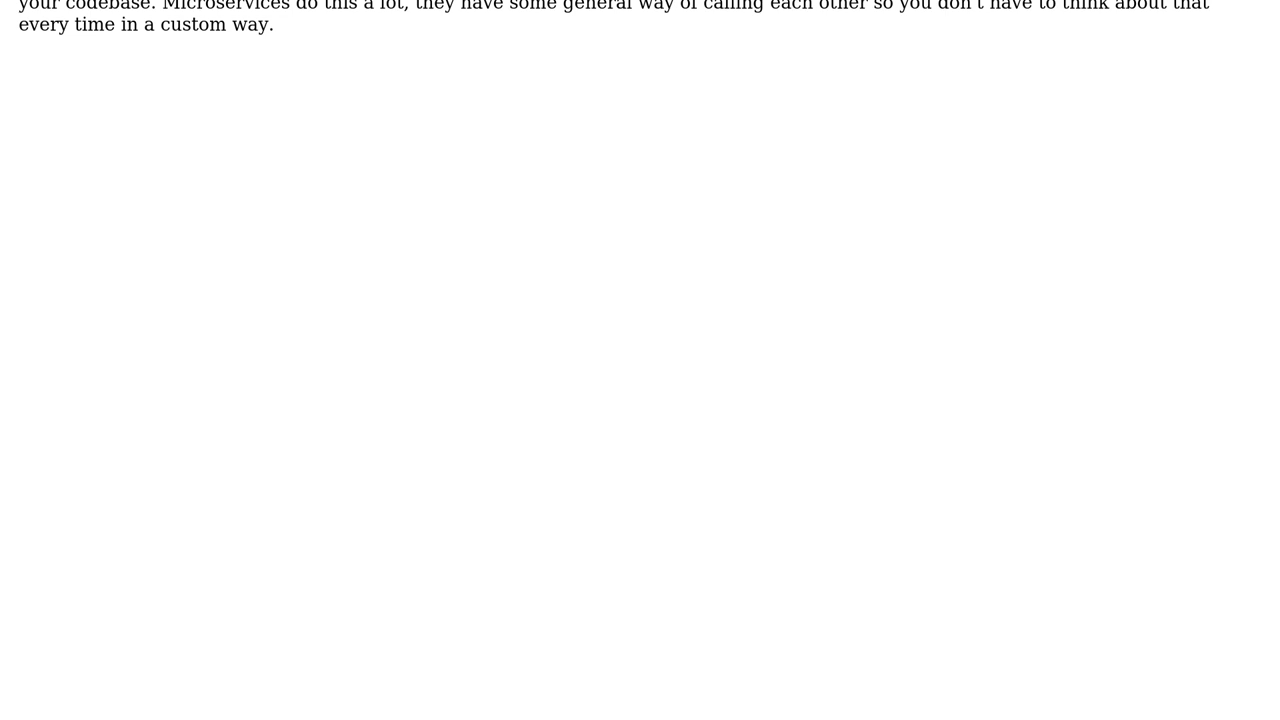 your codebase. Microservices do this a lot, they have some general way of calling each other so you don't have to think about that
every time in a custom way.